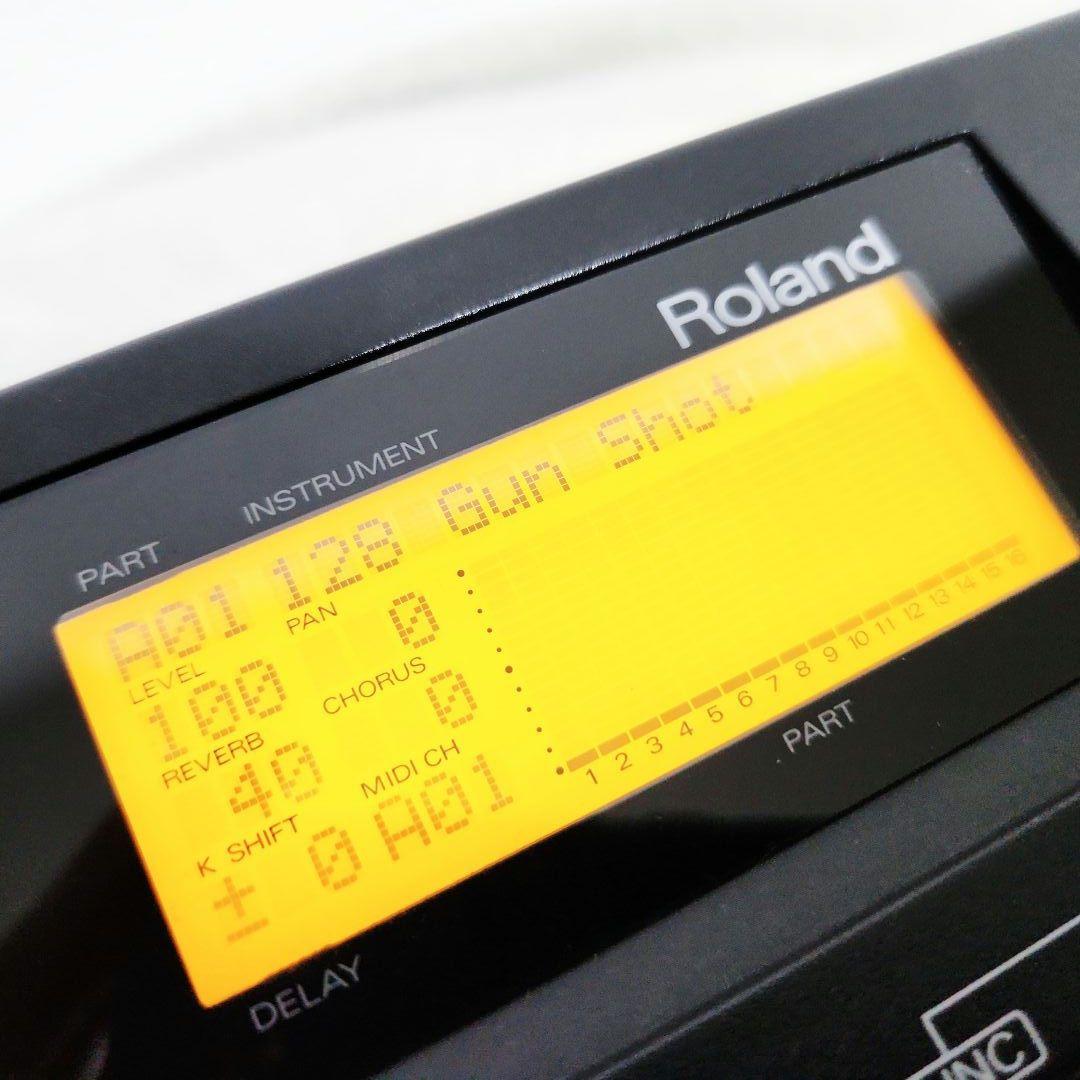 Roland
PART INSTRUMENT
A01 128 Gun Shot
LEVEL PAN
100 0
REVERB CHORUS
40 0
K SHIFT MIDI CH
± 0 A01
1 2 3 4 5 6 7 8 9 10 11 12 13 14 15 16
PART
DELAY
INC